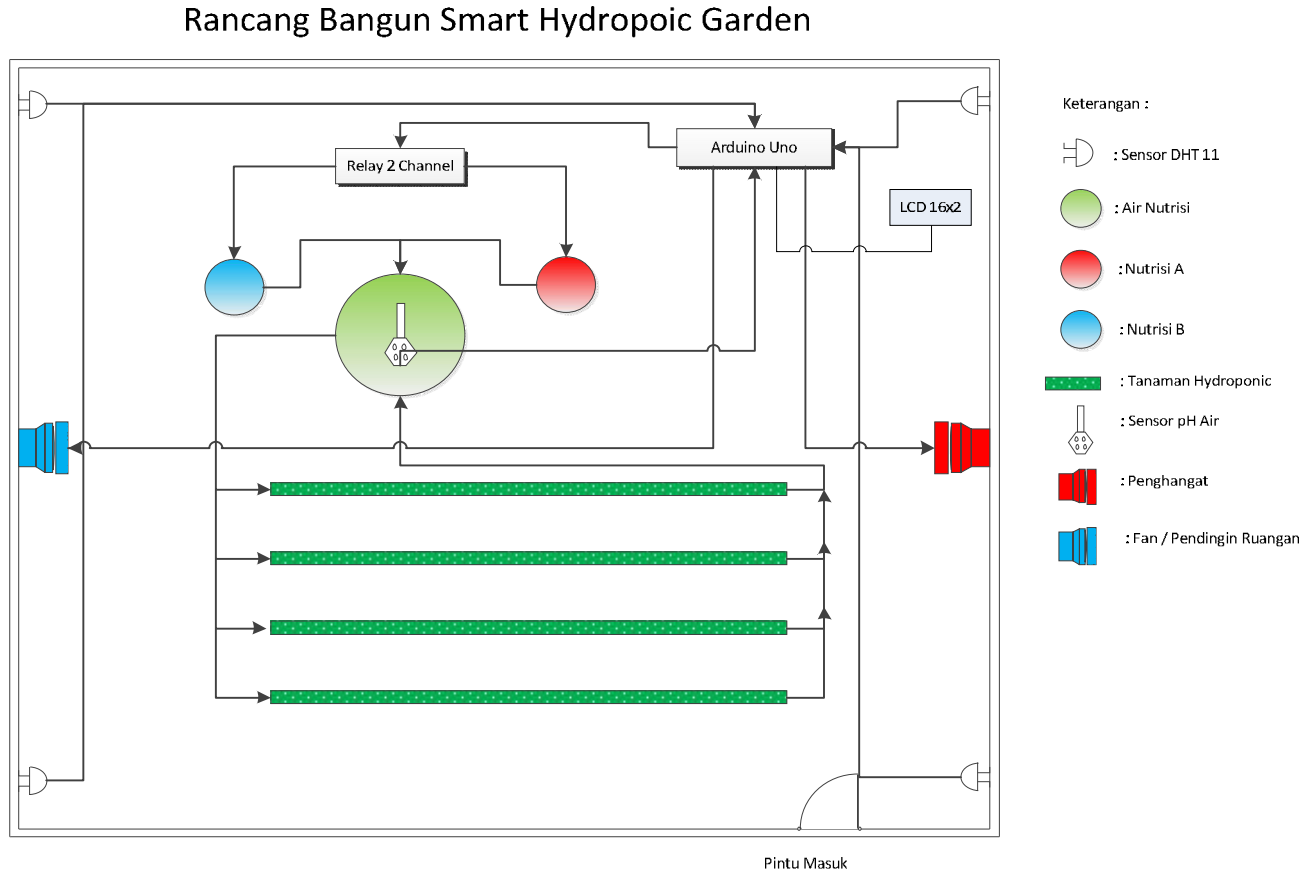 Rancang Bangun Smart Hydropoic Garden
Arduino Uno
Relay 2 Channel
LCD 16x2
Pintu Masuk
Keterangan :
: Sensor DHT 11
: Air Nutrisi
: Nutrisi A
: Nutrisi B
: Tanaman Hydroponic
: Sensor pH Air
: Penghangat
: Fan / Pendingin Ruangan